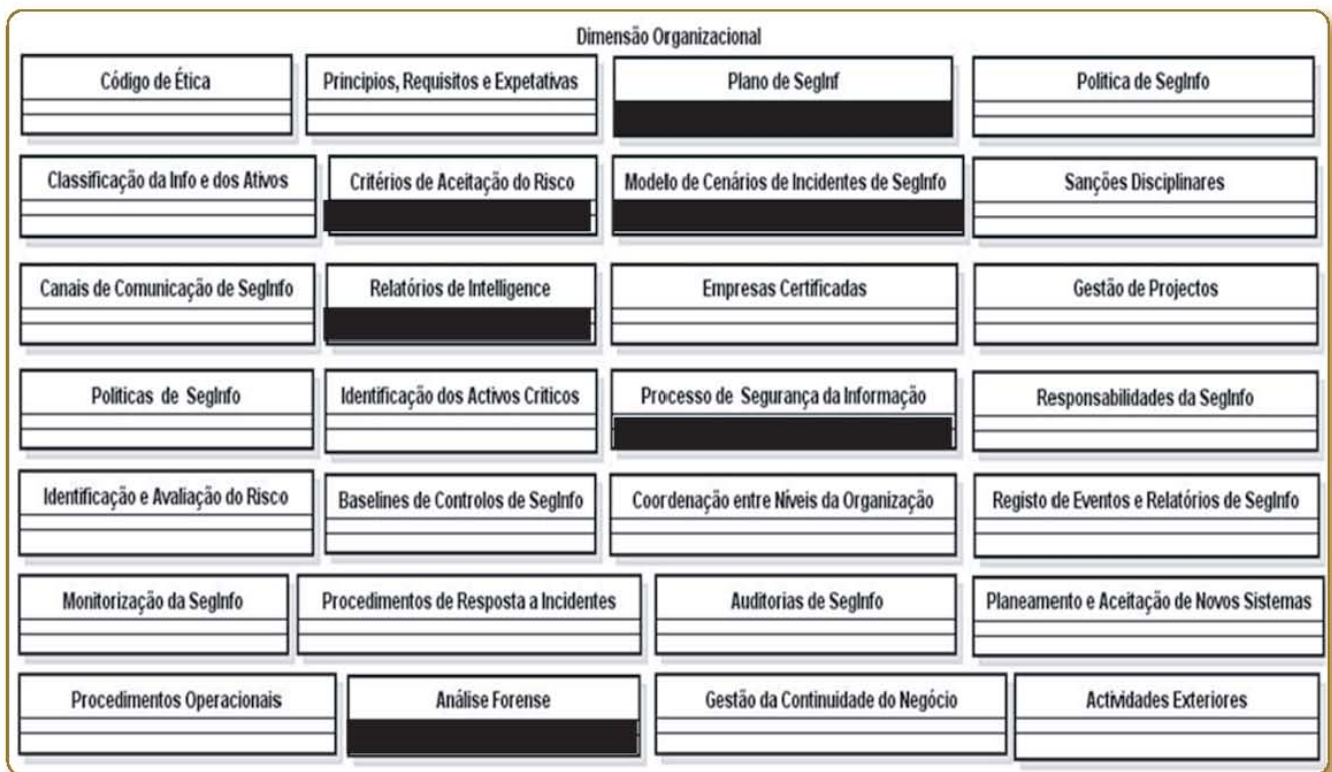 Dimensão Organizacional
Código de Ética
Princípios, Requisitos e Expetativas
Plano de SegInf
Política de SegInfo
Classificação da Info e dos Ativos
Critérios de Aceitação do Risco
Modelo de Cenários de Incidentes de SegInfo
Sanções Disciplinares
Canais de Comunicação de SegInfo
Relatórios de Intelligence
Empresas Certificadas
Gestão de Projectos
Políticas de SegInfo
Identificação dos Activos Críticos
Processo de Segurança da Informação
Responsabilidades da SegInfo
Identificação e Avaliação do Risco
Baselines de Controlos de SegInfo
Coordenação entre Níveis da Organização
Registo de Eventos e Relatórios de SegInfo
Monitorização da SegInfo
Procedimentos de Resposta a Incidentes
Auditorias de SegInfo
Planeamento e Aceitação de Novos Sistemas
Procedimentos Operacionais
Análise Forense
Gestão da Continuidade do Negócio
Actividades Exteriores